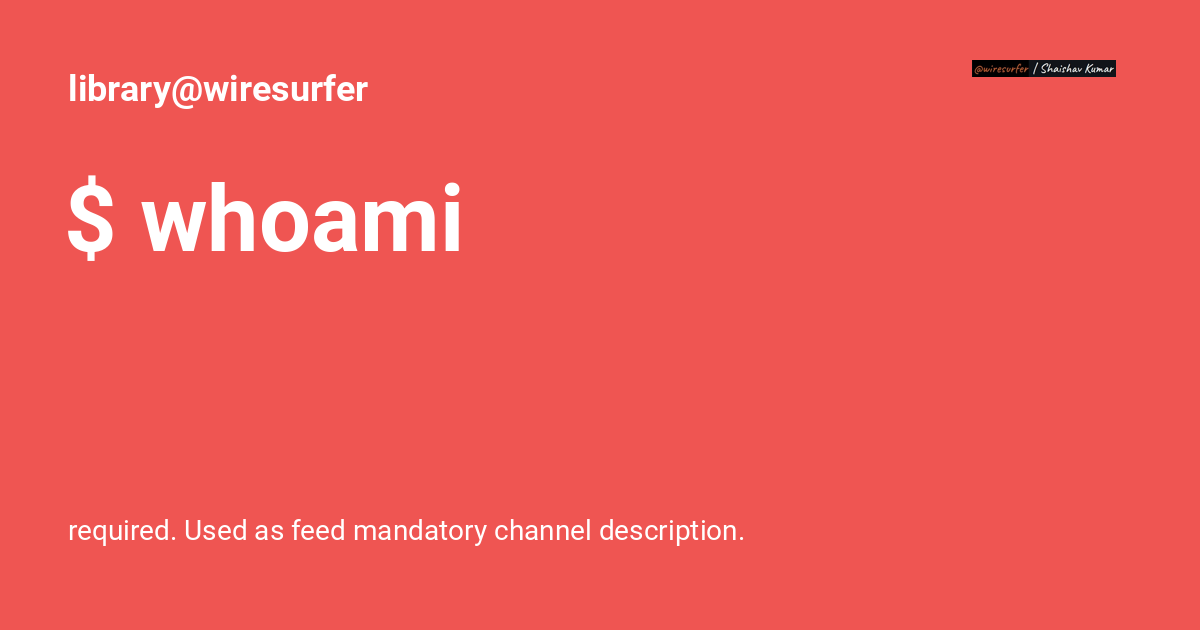 library@wiresurfer
@wiresurfer | Shaishav Kumar
$ whoami
required. Used as feed mandatory channel description.